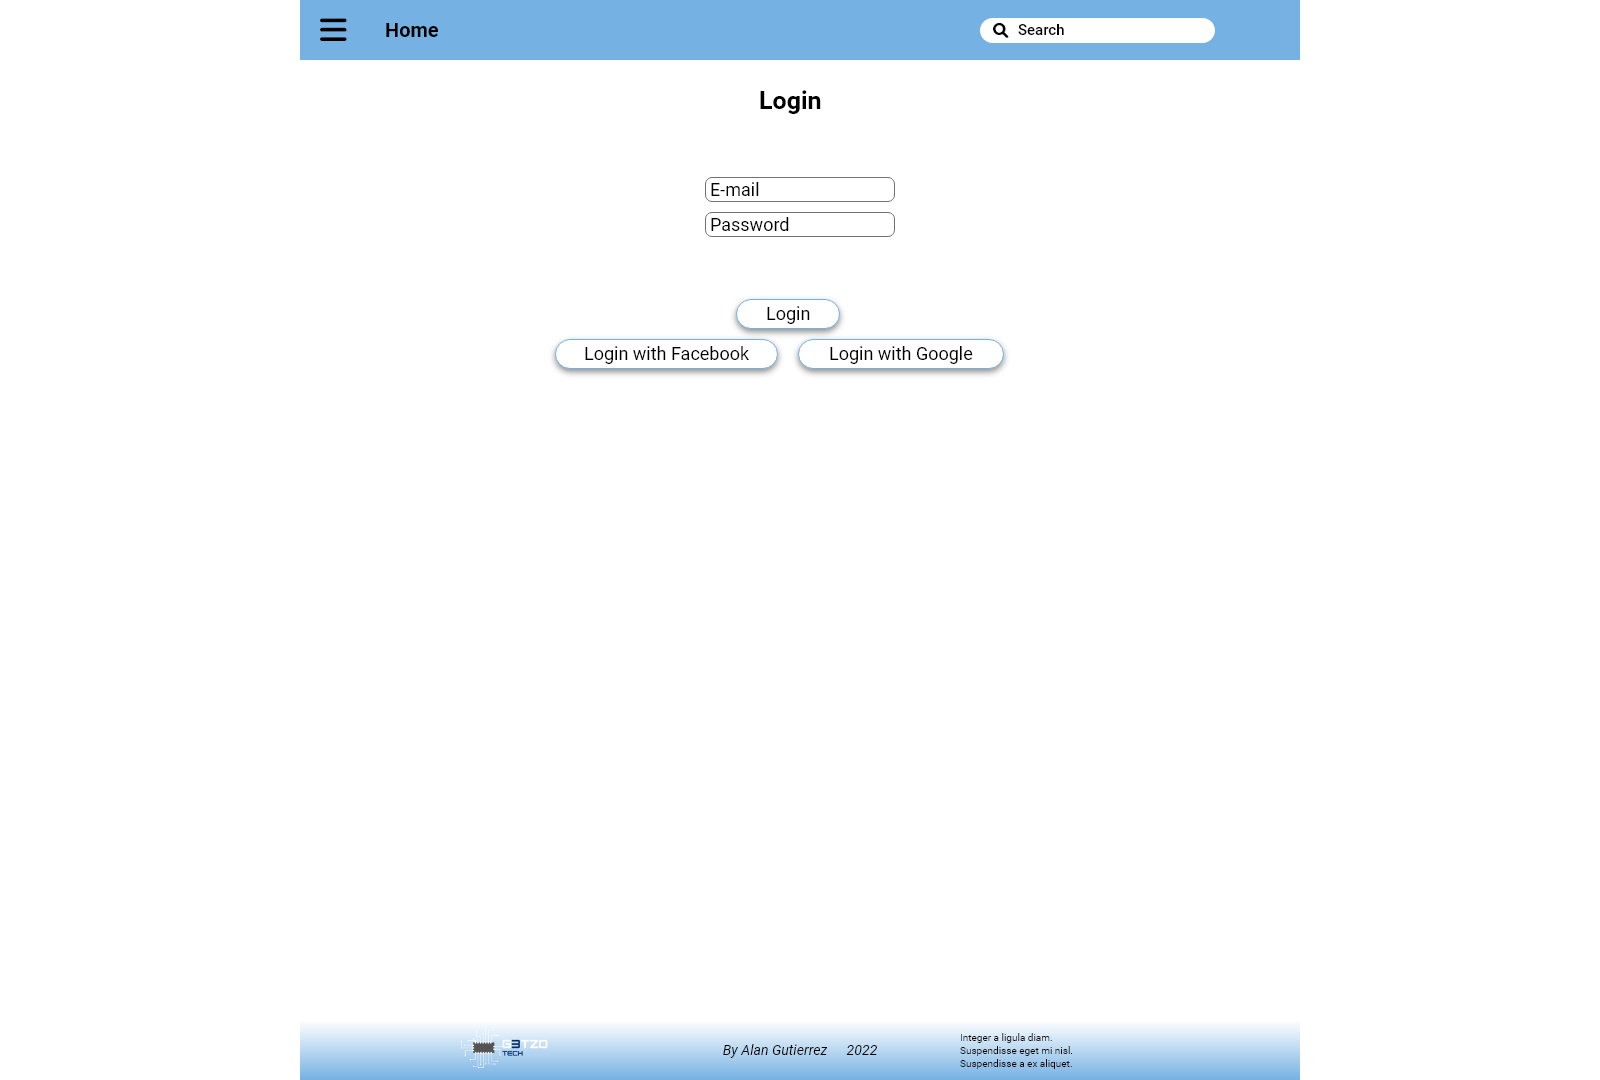 Home
Search
Login
E-mail
Password
Login
Login with Facebook
Login with Google
G3TZO
TECH
By Alan Gutierrez 2022
Integer a ligula diam.
Suspendisse eget mi nisl.
Suspendisse a ex aliquet.